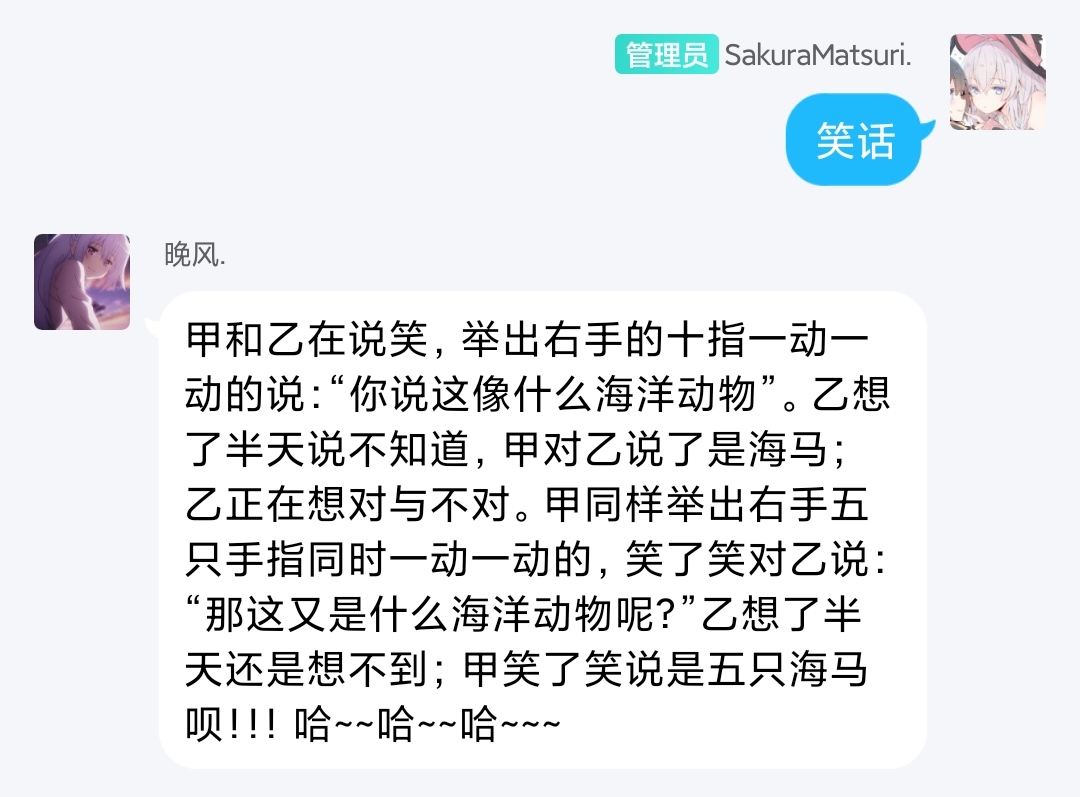 管理员 SakuraMatsuri.
笑话
晚风.
甲和乙在说笑，举出右手的十指一动一
动的说：“你说这像什么海洋动物”。乙想
了半天说不知道，甲对乙说了是海马；
乙正在想对与不对。甲同样举出右手五
只手指同时一动一动的，笑了笑对乙说：
“那这又是什么海洋动物呢？”乙想了半
天还是想不到；甲笑了笑说是五只海马
呗！！！哈~~哈~~哈~~~